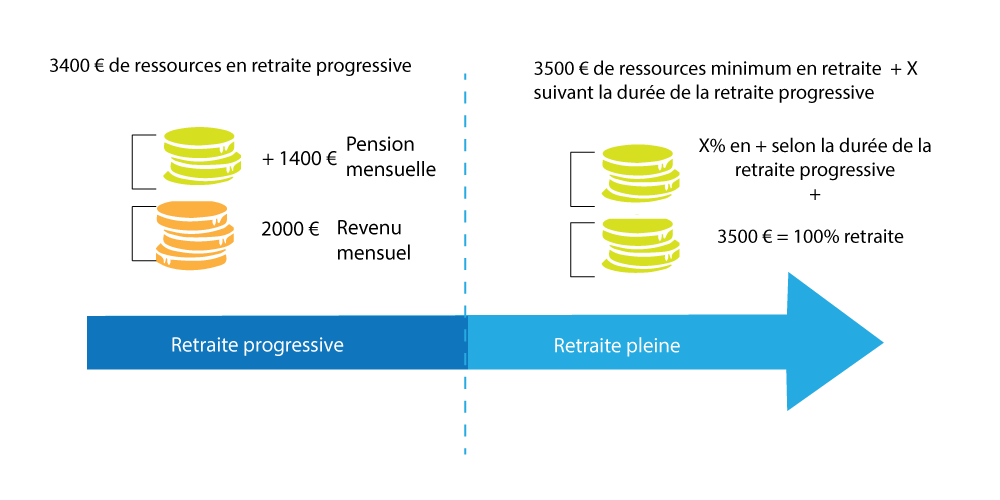 3400 € de ressources en retraite progressive
+ 1400 € Pension
mensuelle
2000 € Revenu
mensuel
3500 € de ressources minimum en retraite + X
suivant la durée de la retraite progressive
X% en + selon la durée de la
retraite progressive
+
3500 € = 100% retraite
Retraite progressive
Retraite pleine